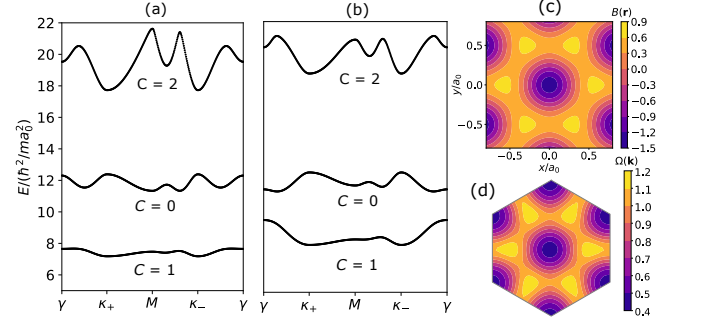 (a)
E/(ħ²/ma₀²)
22
20
18
16
14
12
10
8
6
C = 2
C = 0
C = 1
γ κ₊ M κ₋ γ
(b)
C = 2
C = 0
C = 1
γ κ₊ M κ₋ γ
(c)
B(r)
y/a₀
0.5
0.0
−0.5
−0.5 0.0 0.5
x/a₀
0.9
0.6
0.3
0.0
−0.3
−0.6
−0.9
−1.2
−1.5
(d)
Ω(k)
1.2
1.1
1.0
0.9
0.8
0.7
0.6
0.5
0.4